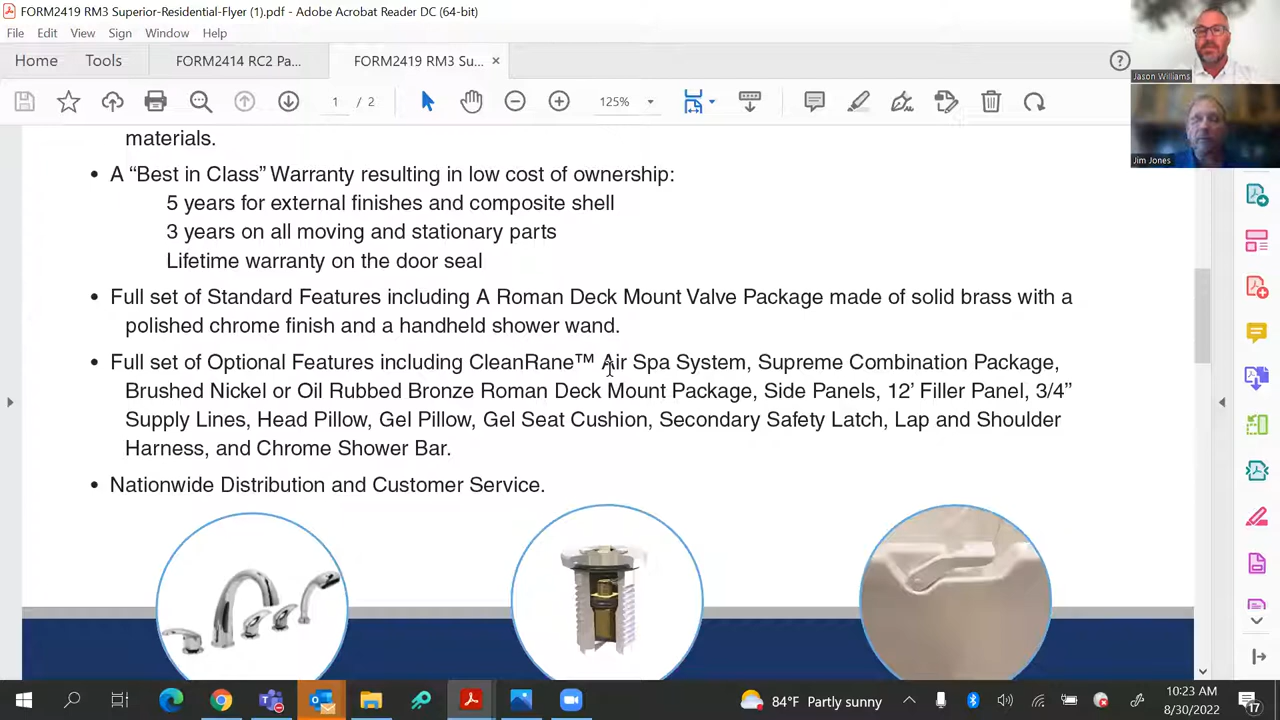 FORM2419 RM3 Superior-Residential-Flyer (1).pdf - Adobe Acrobat Reader DC (64-bit)
File Edit View Sign Window Help
Home Tools FORM2414 RC2 Pa... FORM2419 RM3 Su... ×
1 / 2 125%
Jason Williams
Jim Jones
materials.
• A “Best in Class” Warranty resulting in low cost of ownership:
5 years for external finishes and composite shell
3 years on all moving and stationary parts
Lifetime warranty on the door seal
• Full set of Standard Features including A Roman Deck Mount Valve Package made of solid brass with a
polished chrome finish and a handheld shower wand.
• Full set of Optional Features including CleanRane™ Air Spa System, Supreme Combination Package,
Brushed Nickel or Oil Rubbed Bronze Roman Deck Mount Package, Side Panels, 12’ Filler Panel, 3/4”
Supply Lines, Head Pillow, Gel Pillow, Gel Seat Cushion, Secondary Safety Latch, Lap and Shoulder
Harness, and Chrome Shower Bar.
• Nationwide Distribution and Customer Service.
84°F Partly sunny
10:23 AM
8/30/2022
17